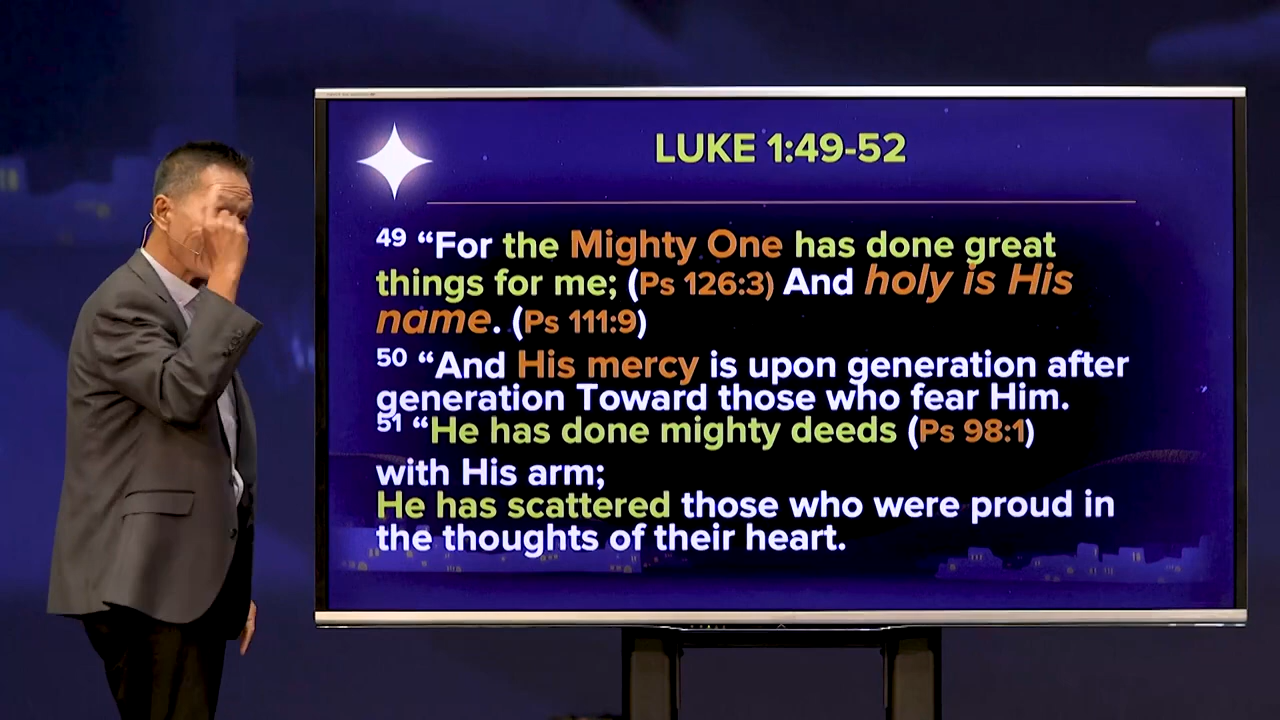 LUKE 1:49-52
49 “For the Mighty One has done great
things for me; (Ps 126:3) And holy is His
name. (Ps 111:9)
50 “And His mercy is upon generation after
generation Toward those who fear Him.
51 “He has done mighty deeds (Ps 98:1)
with His arm;
He has scattered those who were proud in
the thoughts of their heart.